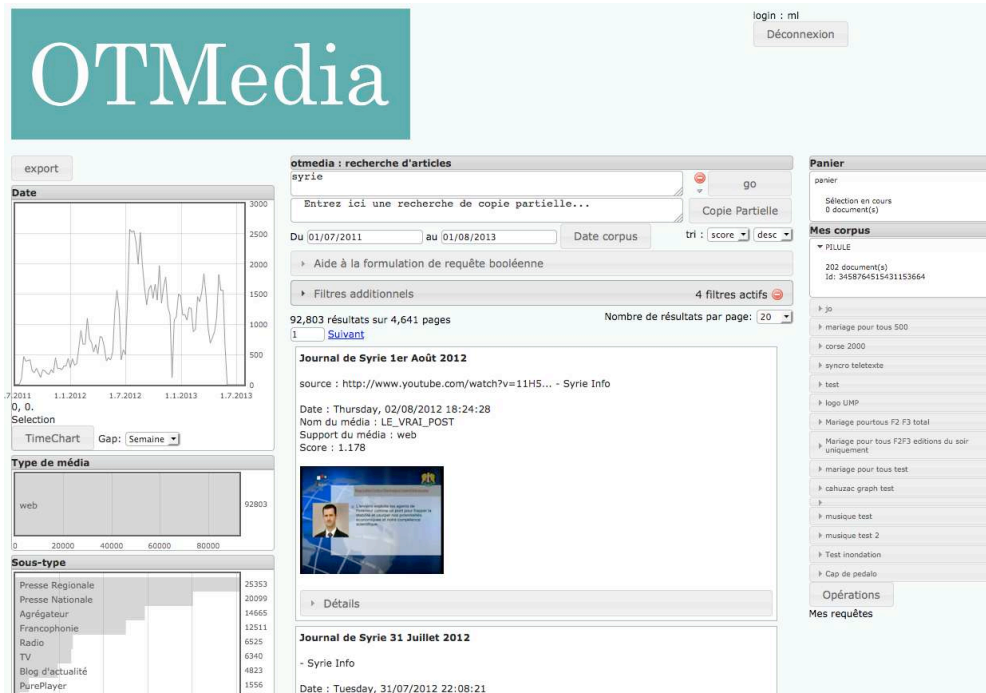 OTMedia
login : ml
Déconnexion
export
Date
3000
2500
2000
1500
1000
500
0
1.7.2011 1.1.2012 1.7.2012 1.1.2013 1.7.2013
0, 0.
Selection
TimeChart Gap: Semaine
Type de média
web 92803
0 20000 40000 60000 80000
Sous-type
Presse Regionale 25353
Presse Nationale 20099
Agrégateur 14665
Francophonie 12511
Radio 6525
TV 6340
Blog d'actualité 4823
PurePlayer 1556
otmedia : recherche d'articles
syrie
go
Entrez ici une recherche de copie partielle...
Copie Partielle
Du 01/07/2011 au 01/08/2013 Date corpus tri : score desc
Aide à la formulation de requête booléenne
Filtres additionnels 4 filtres actifs
92,803 résultats sur 4,641 pages Nombre de résultats par page: 20
1 Suivant
Journal de Syrie 1er Août 2012
source : http://www.youtube.com/watch?v=11H5... - Syrie Info
Date : Thursday, 02/08/2012 18:24:28
Nom du média : LE_VRAI_POST
Support du média : web
Score : 1.178
Détails
Journal de Syrie 31 Juillet 2012
- Syrie Info
Date : Tuesday, 31/07/2012 22:08:21
Panier
panier
Sélection en cours
0 document(s)
Mes corpus
PILULE
202 document(s)
Id: 3458764515431153664
jo
mariage pour tous 500
corse 2000
syncro teletexte
test
logo UMP
Mariage pourtous F2 F3 total
Mariage pour tous F2F3 editions du soir
uniquement
mariage pour tous test
cahuzac graph test
musique test
musique test 2
Test inondation
Cap de pedalo
Opérations
Mes requêtes